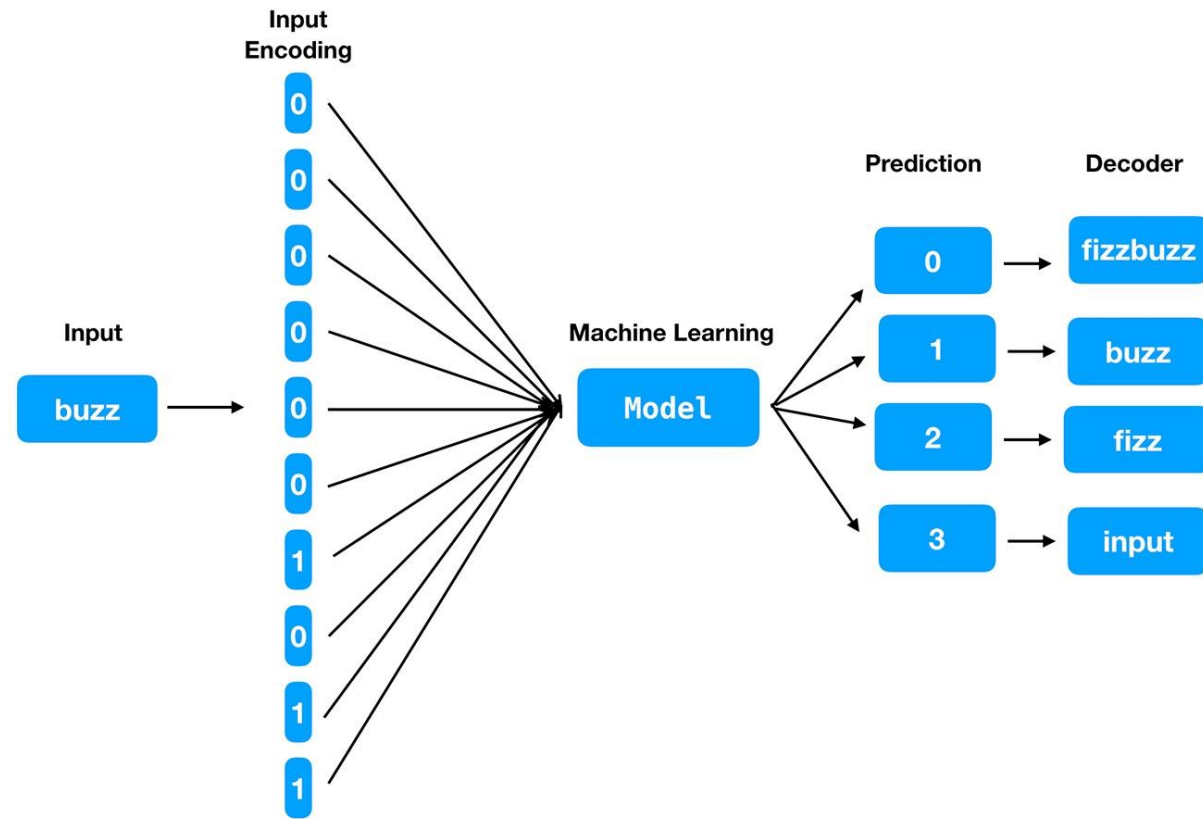 Input
Encoding
0
0
0
0
0
0
1
0
1
1
Input
buzz
Machine Learning
Model
Prediction
0
1
2
3
Decoder
fizzbuzz
buzz
fizz
input